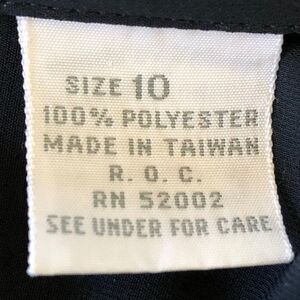 SIZE 10
100% POLYESTER
MADE IN TAIWAN
R. O. C.
RN 52002
SEE UNDER FOR CARE